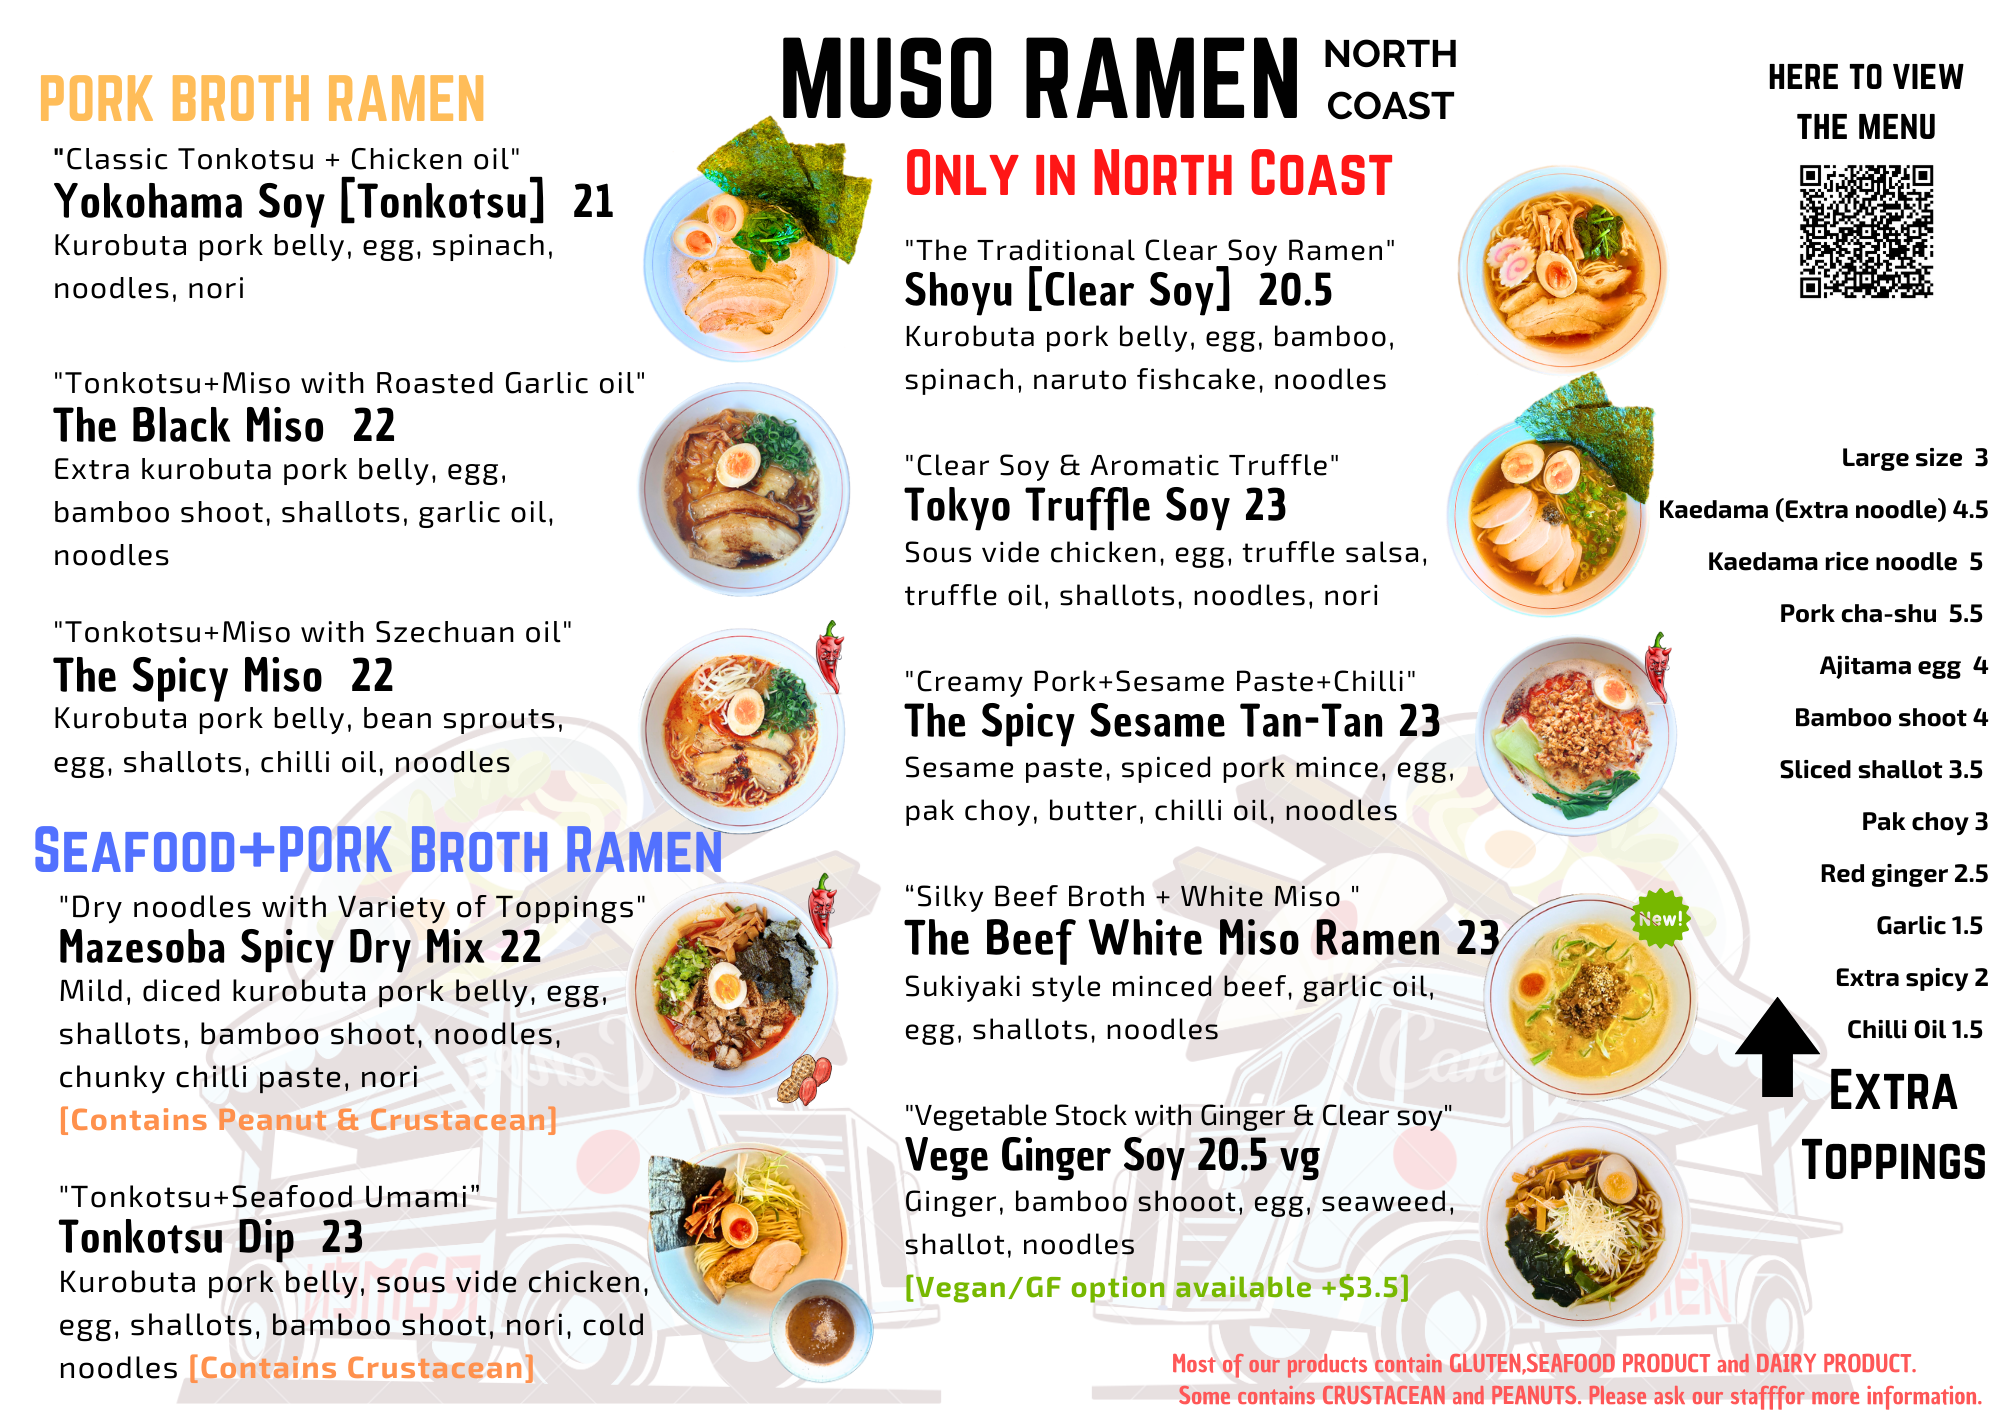 MUSO RAMEN NORTH
COAST
PORK BROTH RAMEN
"Classic Tonkotsu + Chicken oil"
Yokohama Soy [Tonkotsu] 21
Kurobuta pork belly, egg, spinach,
noodles, nori
"Tonkotsu+Miso with Roasted Garlic oil"
The Black Miso 22
Extra kurobuta pork belly, egg,
bamboo shoot, shallots, garlic oil,
noodles
"Tonkotsu+Miso with Szechuan oil"
The Spicy Miso 22
Kurobuta pork belly, bean sprouts,
egg, shallots, chilli oil, noodles
SEAFOOD+PORK BROTH RAMEN
"Dry noodles with Variety of Toppings"
Mazesoba Spicy Dry Mix 22
Mild, diced kurobuta pork belly, egg,
shallots, bamboo shoot, noodles,
chunky chilli paste, nori
[Contains Peanut & Crustacean]
"Tonkotsu+Seafood Umami”
Tonkotsu Dip 23
Kurobuta pork belly, sous vide chicken,
egg, shallots, bamboo shoot, nori, cold
noodles [Contains Crustacean]
ONLY IN NORTH COAST
"The Traditional Clear Soy Ramen"
Shoyu [Clear Soy] 20.5
Kurobuta pork belly, egg, bamboo,
spinach, naruto fishcake, noodles
"Clear Soy & Aromatic Truffle"
Tokyo Truffle Soy 23
Sous vide chicken, egg, truffle salsa,
truffle oil, shallots, noodles, nori
"Creamy Pork+Sesame Paste+Chilli"
The Spicy Sesame Tan-Tan 23
Sesame paste, spiced pork mince, egg,
pak choy, butter, chilli oil, noodles
“Silky Beef Broth + White Miso "
The Beef White Miso Ramen 23
New!
Sukiyaki style minced beef, garlic oil,
egg, shallots, noodles
"Vegetable Stock with Ginger & Clear soy"
Vege Ginger Soy 20.5 vg
Ginger, bamboo shooot, egg, seaweed,
shallot, noodles
[Vegan/GF option available +$3.5]
HERE TO VIEW
THE MENU
Large size 3
Kaedama (Extra noodle) 4.5
Kaedama rice noodle 5
Pork cha-shu 5.5
Ajitama egg 4
Bamboo shoot 4
Sliced shallot 3.5
Pak choy 3
Red ginger 2.5
Garlic 1.5
Extra spicy 2
Chilli Oil 1.5
EXTRA
TOPPINGS
Most of our products contain GLUTEN,SEAFOOD PRODUCT and DAIRY PRODUCT.
Some contains CRUSTACEAN and PEANUTS. Please ask our stafffor more information.